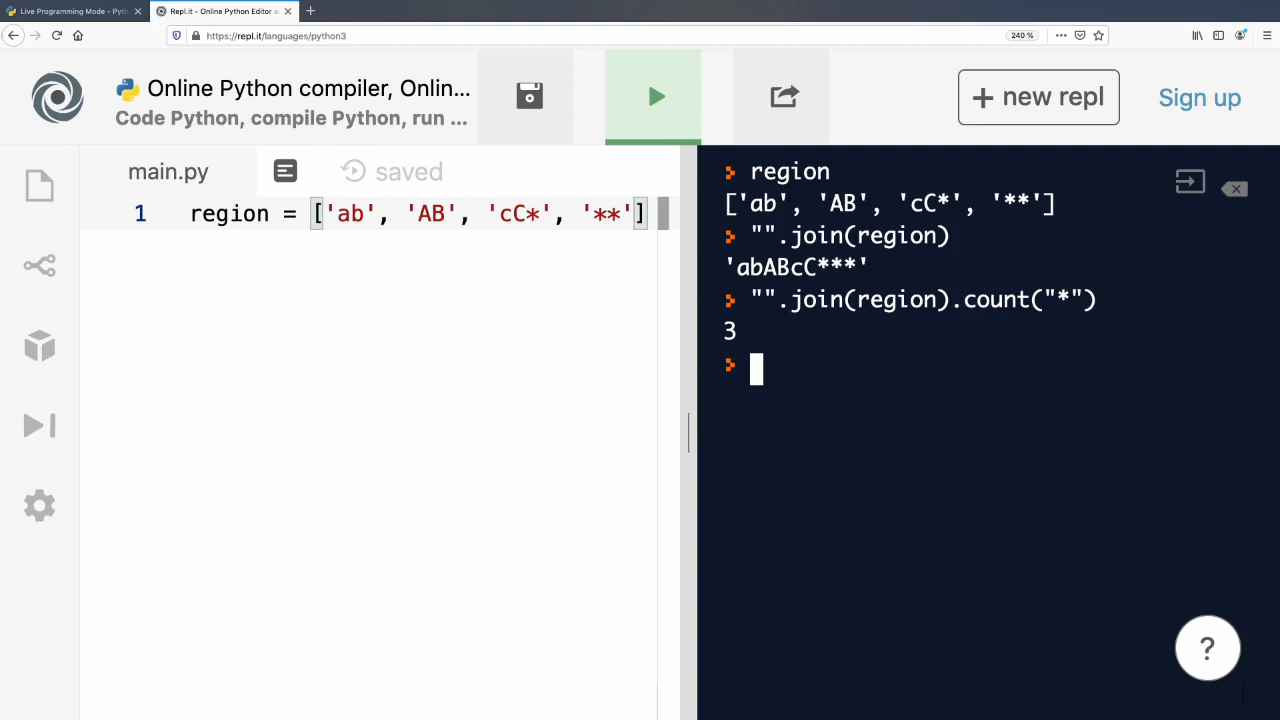 Live Programming Mode - Pyth
Repl.it - Online Python Editor a
https://repl.it/languages/python3
240 %
Online Python compiler, Onlin...
Code Python, compile Python, run ...
+ new repl
Sign up
main.py
saved
1 region = ['ab', 'AB', 'cC*', '**']
> region
['ab', 'AB', 'cC*', '**']
> "".join(region)
'abABcC***'
> "".join(region).count("*")
3
>
?